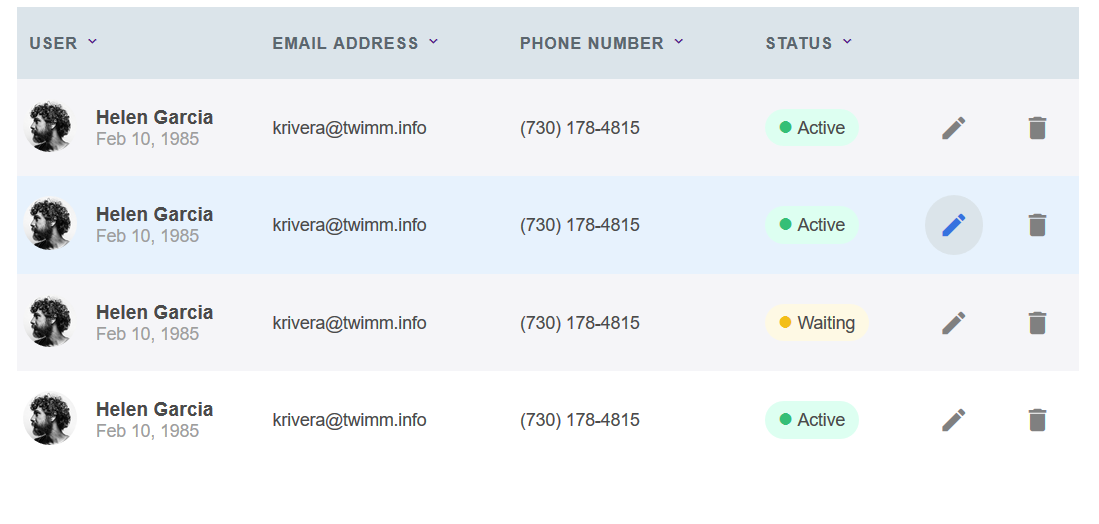 USER EMAIL ADDRESS PHONE NUMBER STATUS
Helen Garcia
Feb 10, 1985
krivera@twimm.info
(730) 178-4815
Active
Helen Garcia
Feb 10, 1985
krivera@twimm.info
(730) 178-4815
Active
Helen Garcia
Feb 10, 1985
krivera@twimm.info
(730) 178-4815
Waiting
Helen Garcia
Feb 10, 1985
krivera@twimm.info
(730) 178-4815
Active